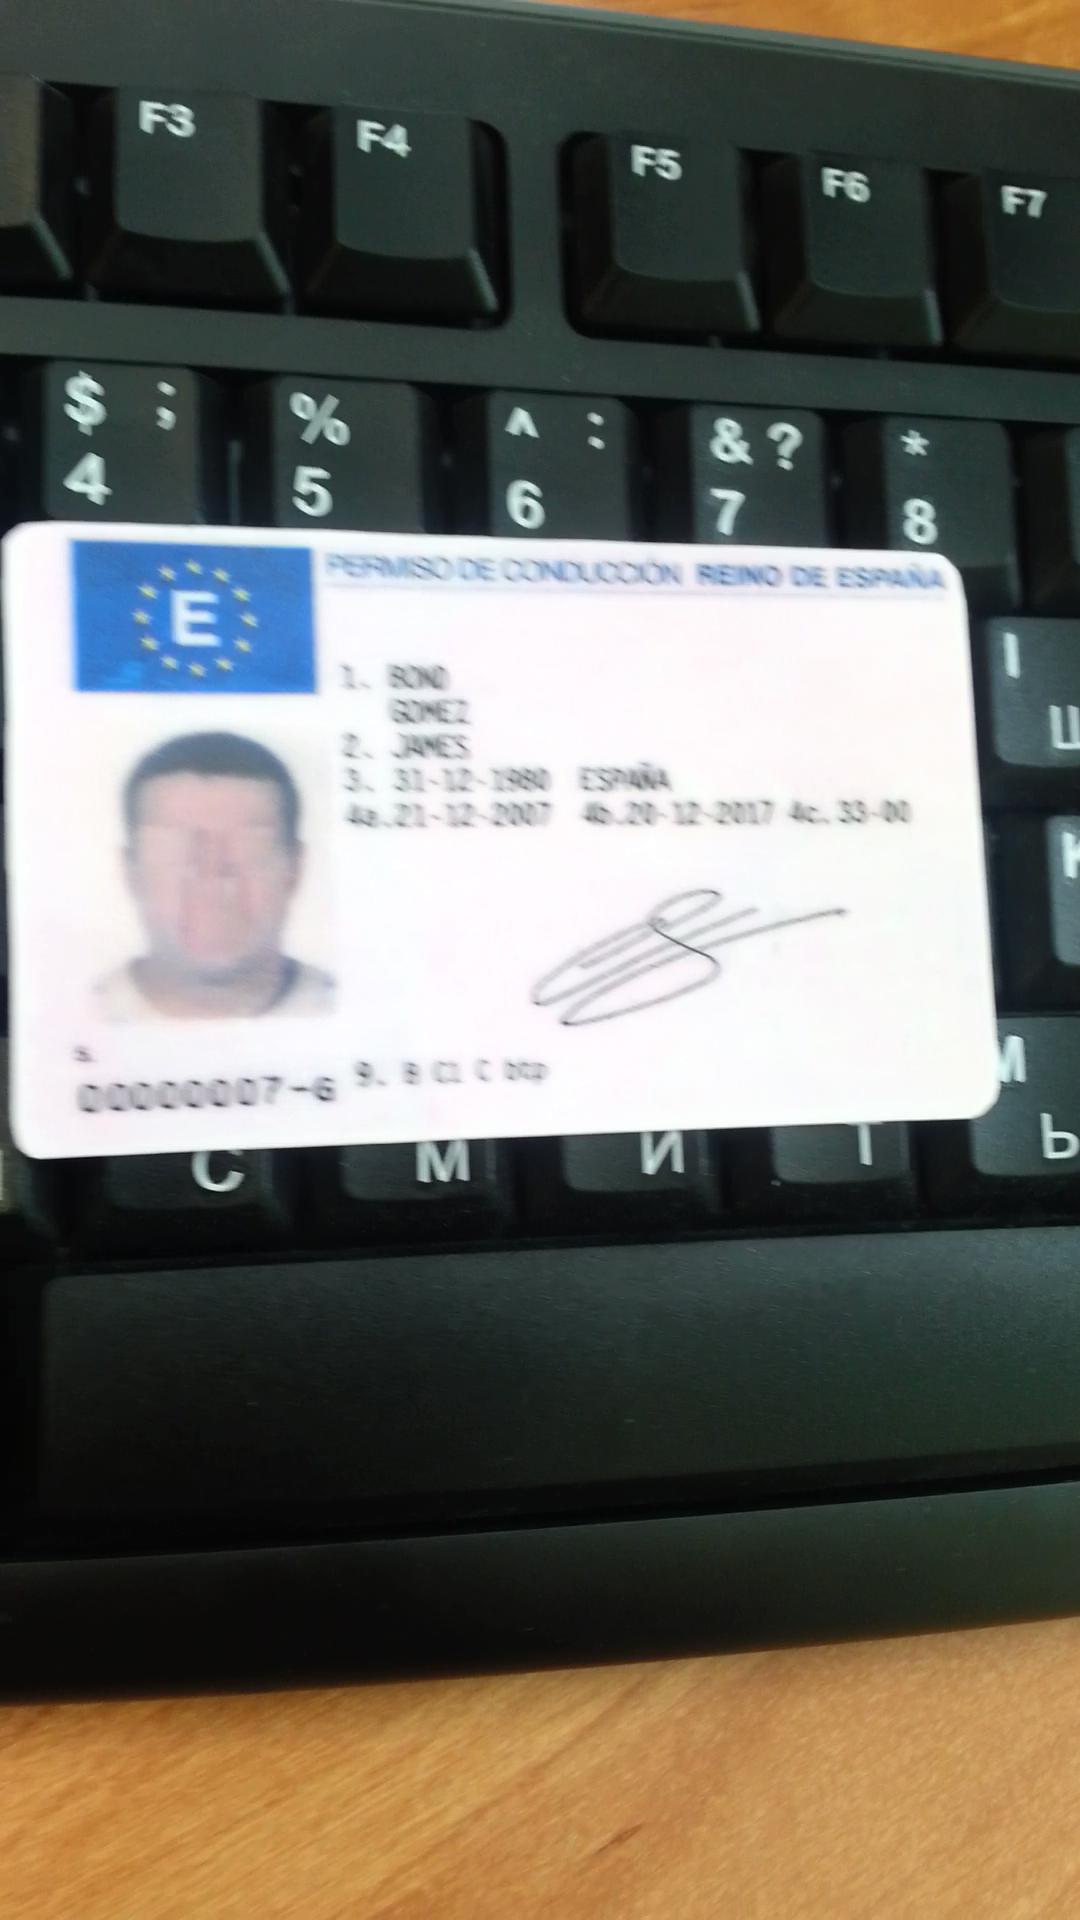 F3 F4 F5 F6 F7
$ ; % ^ : & ? *
4 5 6 7 8
E
PERMISO DE CONDUCCIÓN REINO DE ESPAÑA
1. BOND
GOMEZ
2. JAMES
3. 31-12-1980 ESPAÑA
4a.21-12-2007 4b.20-12-2017 4c. 33-00
5.
00000007-G 9. B C1 C btp
I
Ш
K
M
С М И Т Ь